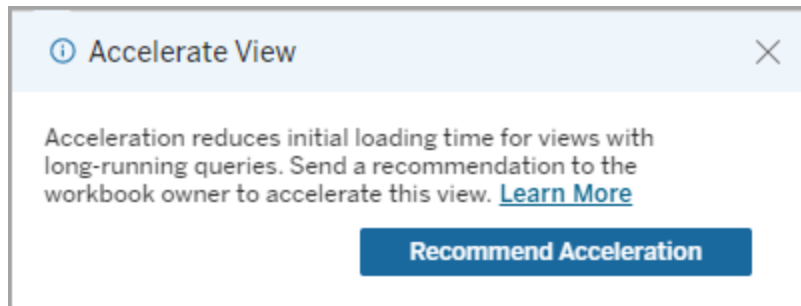 Accelerate View
Acceleration reduces initial loading time for views with
long-running queries. Send a recommendation to the
workbook owner to accelerate this view. Learn More
Recommend Acceleration